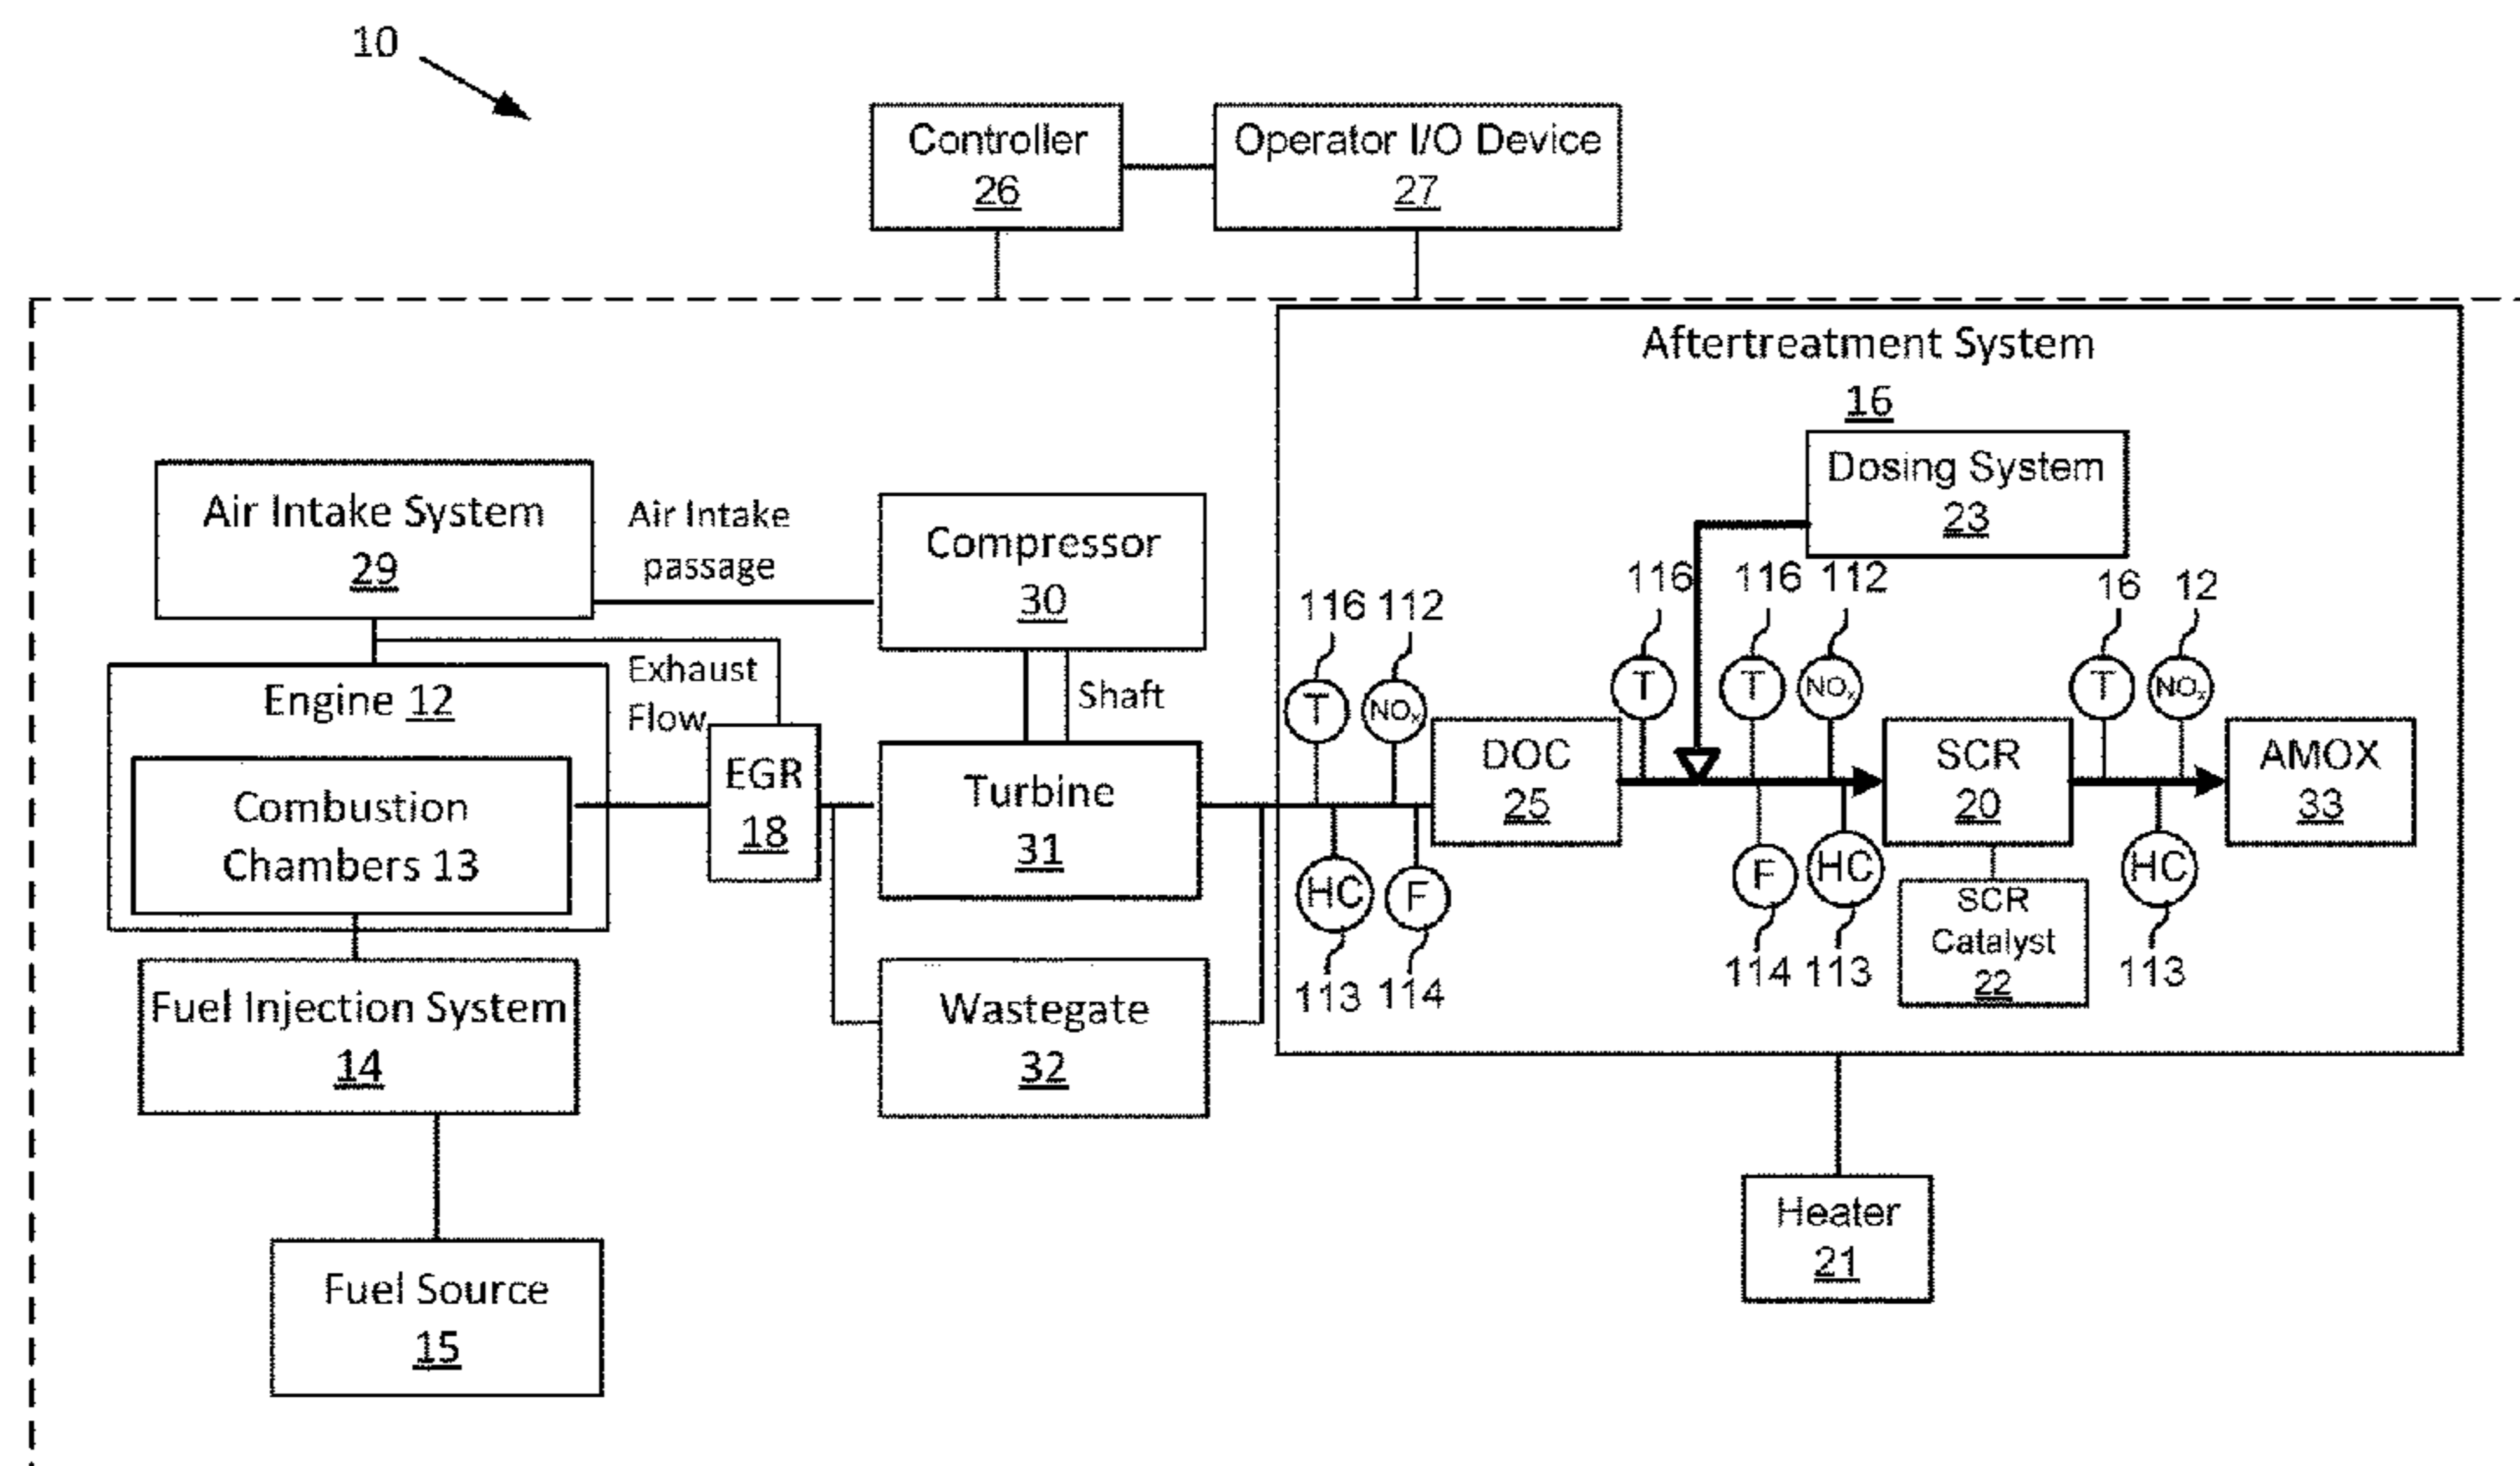 10
Controller
26
Operator I/O Device
27
Aftertreatment System
16
Dosing System
23
Air Intake System
29
Air Intake
passage
Compressor
30
Exhaust
Flow
Shaft
Engine 12
Combustion
Chambers 13
EGR
18
Turbine
31
Wastegate
32
Fuel Injection System
14
Fuel Source
15
116
112
116
116
112
16
12
T
NOx
T
T
NOx
T
NOx
DOC
25
SCR
20
AMOX
33
HC
F
F
HC
HC
113
114
114
113
113
SCR
Catalyst
22
Heater
21